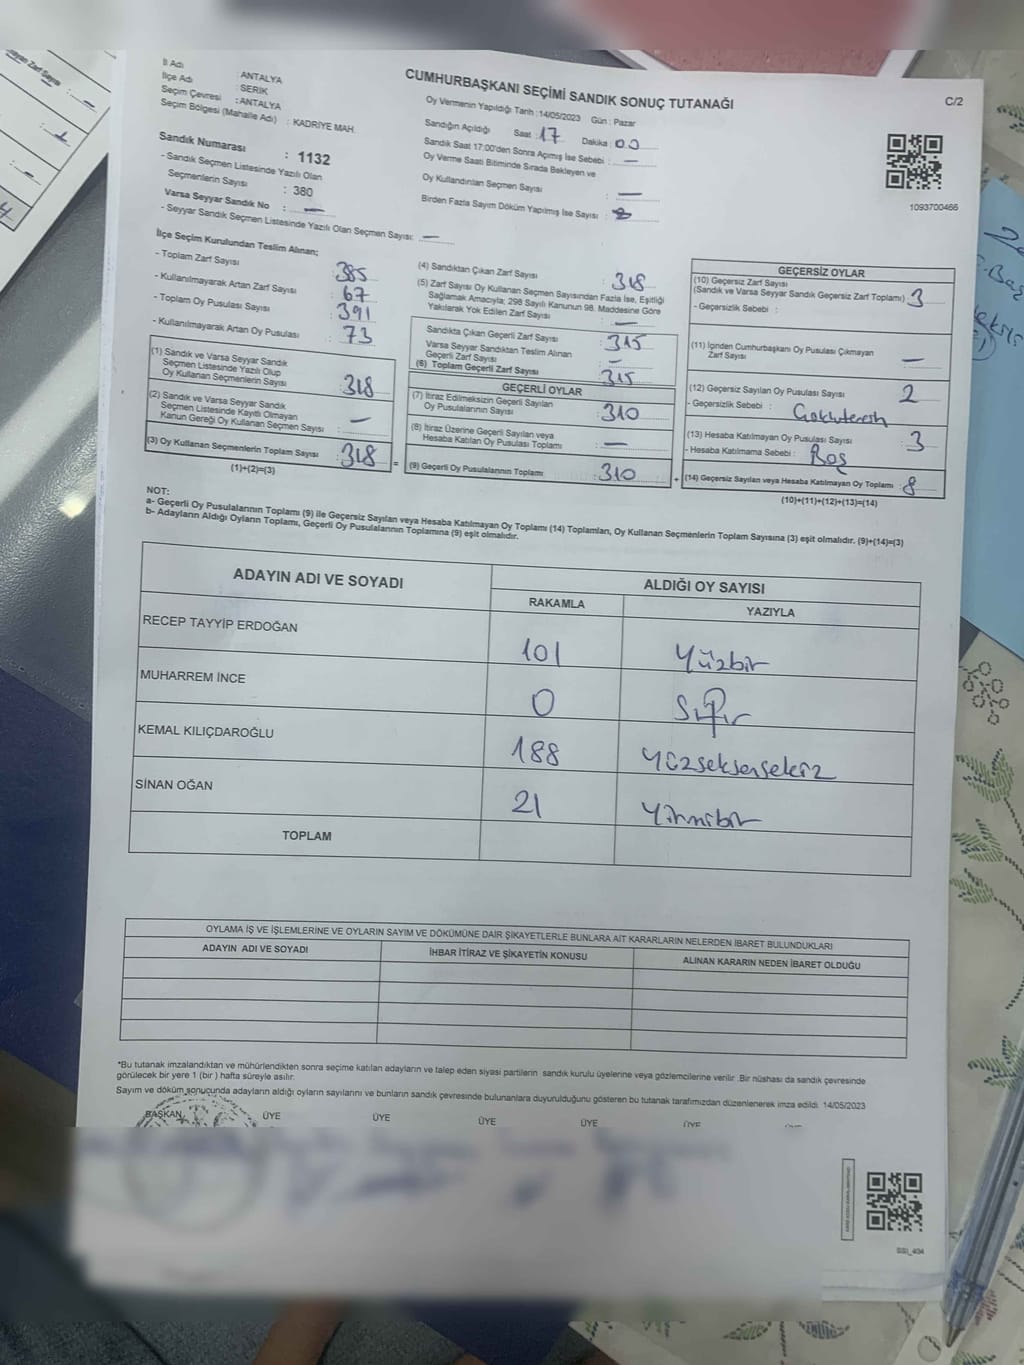 CUMHURBAŞKANI SEÇİMİ SANDIK SONUÇ TUTANAĞI
C/2
İl Adı : ANTALYA
İlçe Adı : SERİK
Seçim Çevresi : ANTALYA
Seçim Bölgesi (Mahalle Adı) : KADRİYE MAH.
Sandık Numarası : 1132
- Sandık Seçmen Listesinde Yazılı Olan
Seçmenlerin Sayısı : 380
Varsa Seyyar Sandık No : —
- Seyyar Sandık Seçmen Listesinde Yazılı Olan Seçmen Sayısı: —
Oy Vermenin Yapıldığı Tarih :14/05/2023 Gün : Pazar
Sandığın Açıldığı Saat : 17 Dakika : 00
Sandık Saat 17:00'den Sonra Açmış İse Sebebi : —
Oy Verme Saati Bitiminde Sırada Bekleyen ve
Oy Kullandırılan Seçmen Sayısı : —
Birden Fazla Sayım Döküm Yapılmış İse Sayısı :
1093700466
İlçe Seçim Kurulundan Teslim Alınan;
- Toplam Zarf Sayısı : 385
- Kullanılmayarak Artan Zarf Sayısı : 67
- Toplam Oy Pusulası Sayısı : 391
- Kullanılmayarak Artan Oy Pusulası : 73
(1) Sandık ve Varsa Seyyar Sandık
Seçmen Listesinde Yazılı Olup
Oy Kullanan Seçmenlerin Sayısı : 318
(2) Sandık ve Varsa Seyyar Sandık
Seçmen Listesinde Kayıtlı Olmayan
Kanun Gereği Oy Kullanan Seçmen Sayısı : —
(3) Oy Kullanan Seçmenlerin Toplam Sayısı : 318
(1)+(2)=(3)
(4) Sandıktan Çıkan Zarf Sayısı : 318
(5) Zarf Sayısı Oy Kullanan Seçmen Sayısından Fazla İse, Eşitliği
Sağlamak Amacıyla; 298 Sayılı Kanunun 98. Maddesine Göre
Yakılarak Yok Edilen Zarf Sayısı : —
Sandıkta Çıkan Geçerli Zarf Sayısı : 315
Varsa Seyyar Sandıktan Teslim Alınan
Geçerli Zarf Sayısı : —
(6) Toplam Geçerli Zarf Sayısı : 315
GEÇERLİ OYLAR
(7) İtiraz Edilmeksizin Geçerli Sayılan
Oy Pusulalarının Sayısı : 310
(8) İtiraz Üzerine Geçerli Sayılan veya
Hesaba Katılan Oy Pusulası Toplamı : —
= (9) Geçerli Oy Pusulalarının Toplamı : 310
GEÇERSİZ OYLAR
(10) Geçersiz Zarf Sayısı
(Sandık ve Varsa Seyyar Sandık Geçersiz Zarf Toplamı) : 3
- Geçersizlik Sebebi :
(11) İçinden Cumhurbaşkanı Oy Pusulası Çıkmayan
Zarf Sayısı : —
(12) Geçersiz Sayılan Oy Pusulası Sayısı : 2
- Geçersizlik Sebebi :
(13) Hesaba Katılmayan Oy Pusulası Sayısı : 3
- Hesaba Katılmama Sebebi : Boş
+ (14) Geçersiz Sayılan veya Hesaba Katılmayan Oy Toplamı : 8
(10)+(11)+(12)+(13)=(14)
NOT:
a- Geçerli Oy Pusulalarının Toplamı (9) ile Geçersiz Sayılan veya Hesaba Katılmayan Oy Toplamı (14) Toplamları, Oy Kullanan Seçmenlerin Toplam Sayısına (3) eşit olmalıdır. (9)+(14)=(3)
b- Adayların Aldığı Oyların Toplamı, Geçerli Oy Pusulalarının Toplamına (9) eşit olmalıdır.
ADAYIN ADI VE SOYADI ALDIĞI OY SAYISI
RAKAMLA YAZIYLA
RECEP TAYYİP ERDOĞAN 101 Yüzbir
MUHARREM İNCE 0 Sıfır
KEMAL KILIÇDAROĞLU 188 Yüzseksensekiz
SİNAN OĞAN 21 Yirmibir
TOPLAM
OYLAMA İŞ VE İŞLEMLERİNE VE OYLARIN SAYIM VE DÖKÜMÜNE DAİR ŞİKAYETLERLE BUNLARA AİT KARARLARIN NELERDEN İBARET BULUNDUKLARI
ADAYIN ADI VE SOYADI İHBAR İTİRAZ VE ŞİKAYETİN KONUSU ALINAN KARARIN NEDEN İBARET OLDUĞU
*Bu tutanak imzalandıktan ve mühürlendikten sonra seçime katılan adayların ve talep eden siyasi partilerin sandık kurulu üyelerine veya gözlemcilerine verilir. Bir nüshası da sandık çevresinde
görülecek bir yere 1 (bir ) hafta süreyle asılır.
Sayım ve döküm sonucunda adayların aldığı oyların sayılarını ve bunların sandık çevresinde bulunanlara duyurulduğunu gösteren bu tutanak tarafımızdan düzenlenerek imza edildi. 14/05/2023
BAŞKAN ÜYE ÜYE ÜYE ÜYE ÜYE